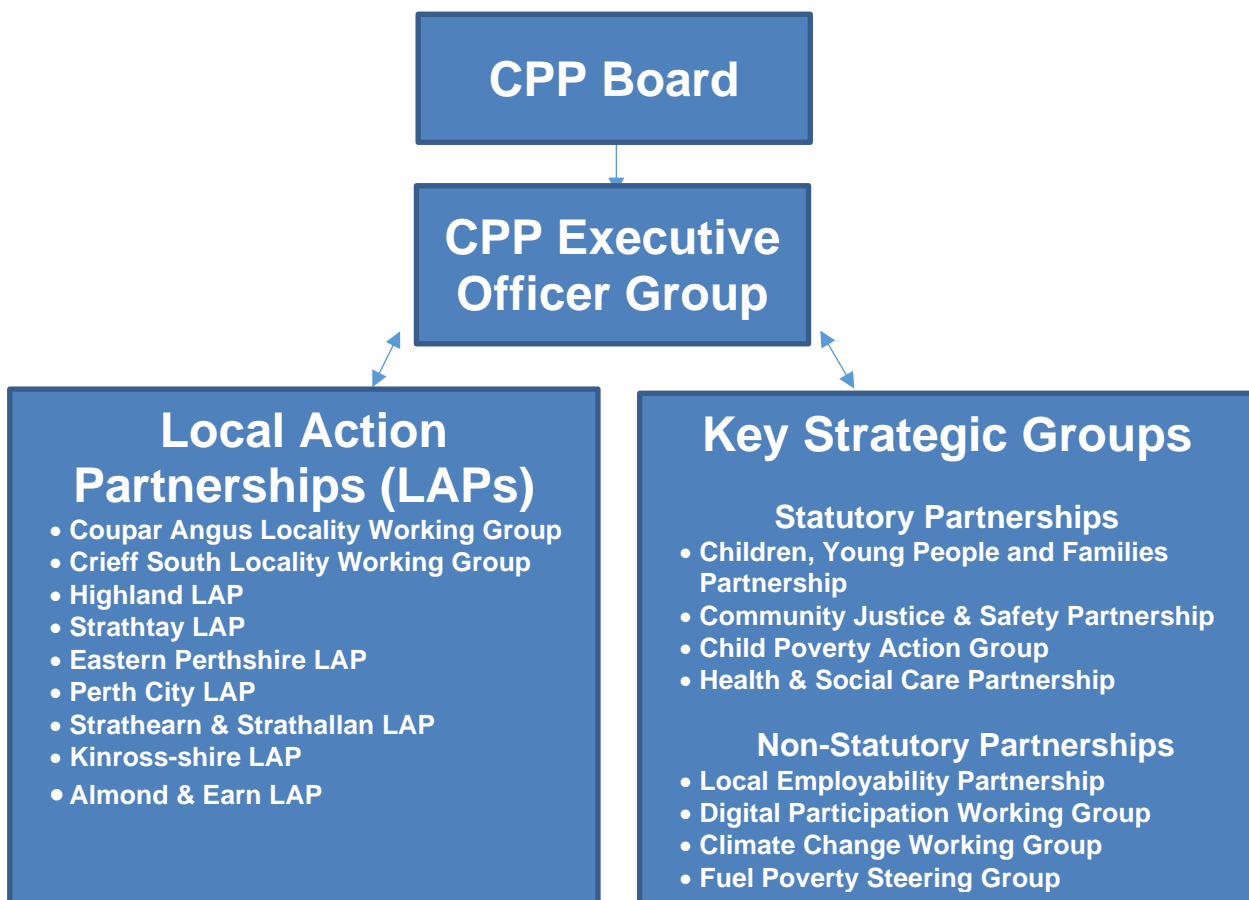 CPP Board
CPP Executive
Officer Group
Local Action
Partnerships (LAPs)
• Coupar Angus Locality Working Group
• Crieff South Locality Working Group
• Highland LAP
• Strathtay LAP
• Eastern Perthshire LAP
• Perth City LAP
• Strathearn & Strathallan LAP
• Kinross-shire LAP
• Almond & Earn LAP
Key Strategic Groups
Statutory Partnerships
• Children, Young People and Families
Partnership
• Community Justice & Safety Partnership
• Child Poverty Action Group
• Health & Social Care Partnership
Non-Statutory Partnerships
• Local Employability Partnership
• Digital Participation Working Group
• Climate Change Working Group
• Fuel Poverty Steering Group